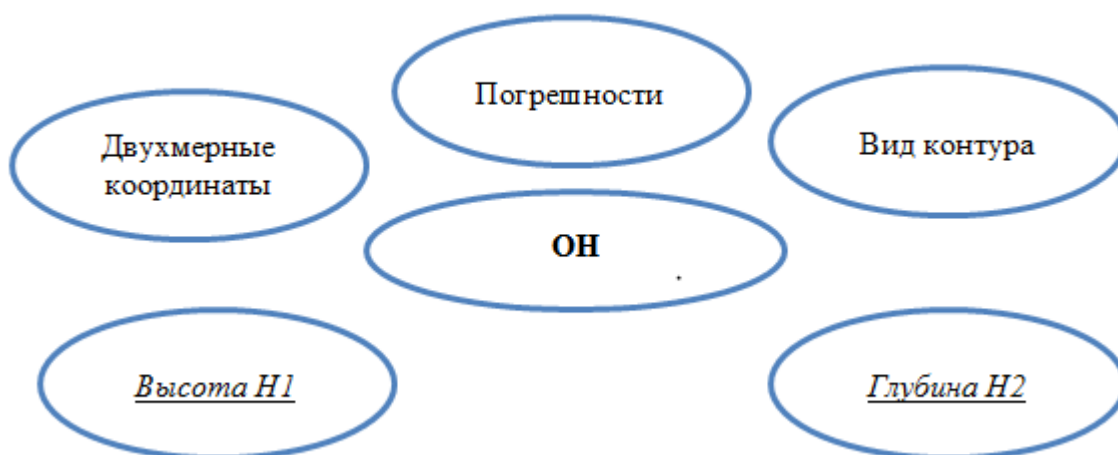 Погрешности
Двухмерные
координаты
Вид контура
ОН
.
Высота Н1
Глубина Н2